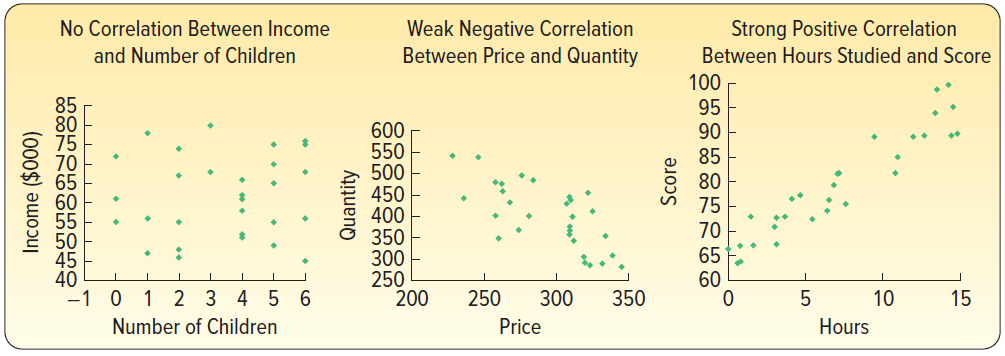 No Correlation Between Income
and Number of Children
Income ($000)
85
80
75
70
65
60
55
50
45
40
–1 0 1 2 3 4 5 6
Number of Children
Weak Negative Correlation
Between Price and Quantity
Quantity
600
550
500
450
400
350
300
250
200 250 300 350
Price
Strong Positive Correlation
Between Hours Studied and Score
Score
100
95
90
85
80
75
70
65
60
0 5 10 15
Hours